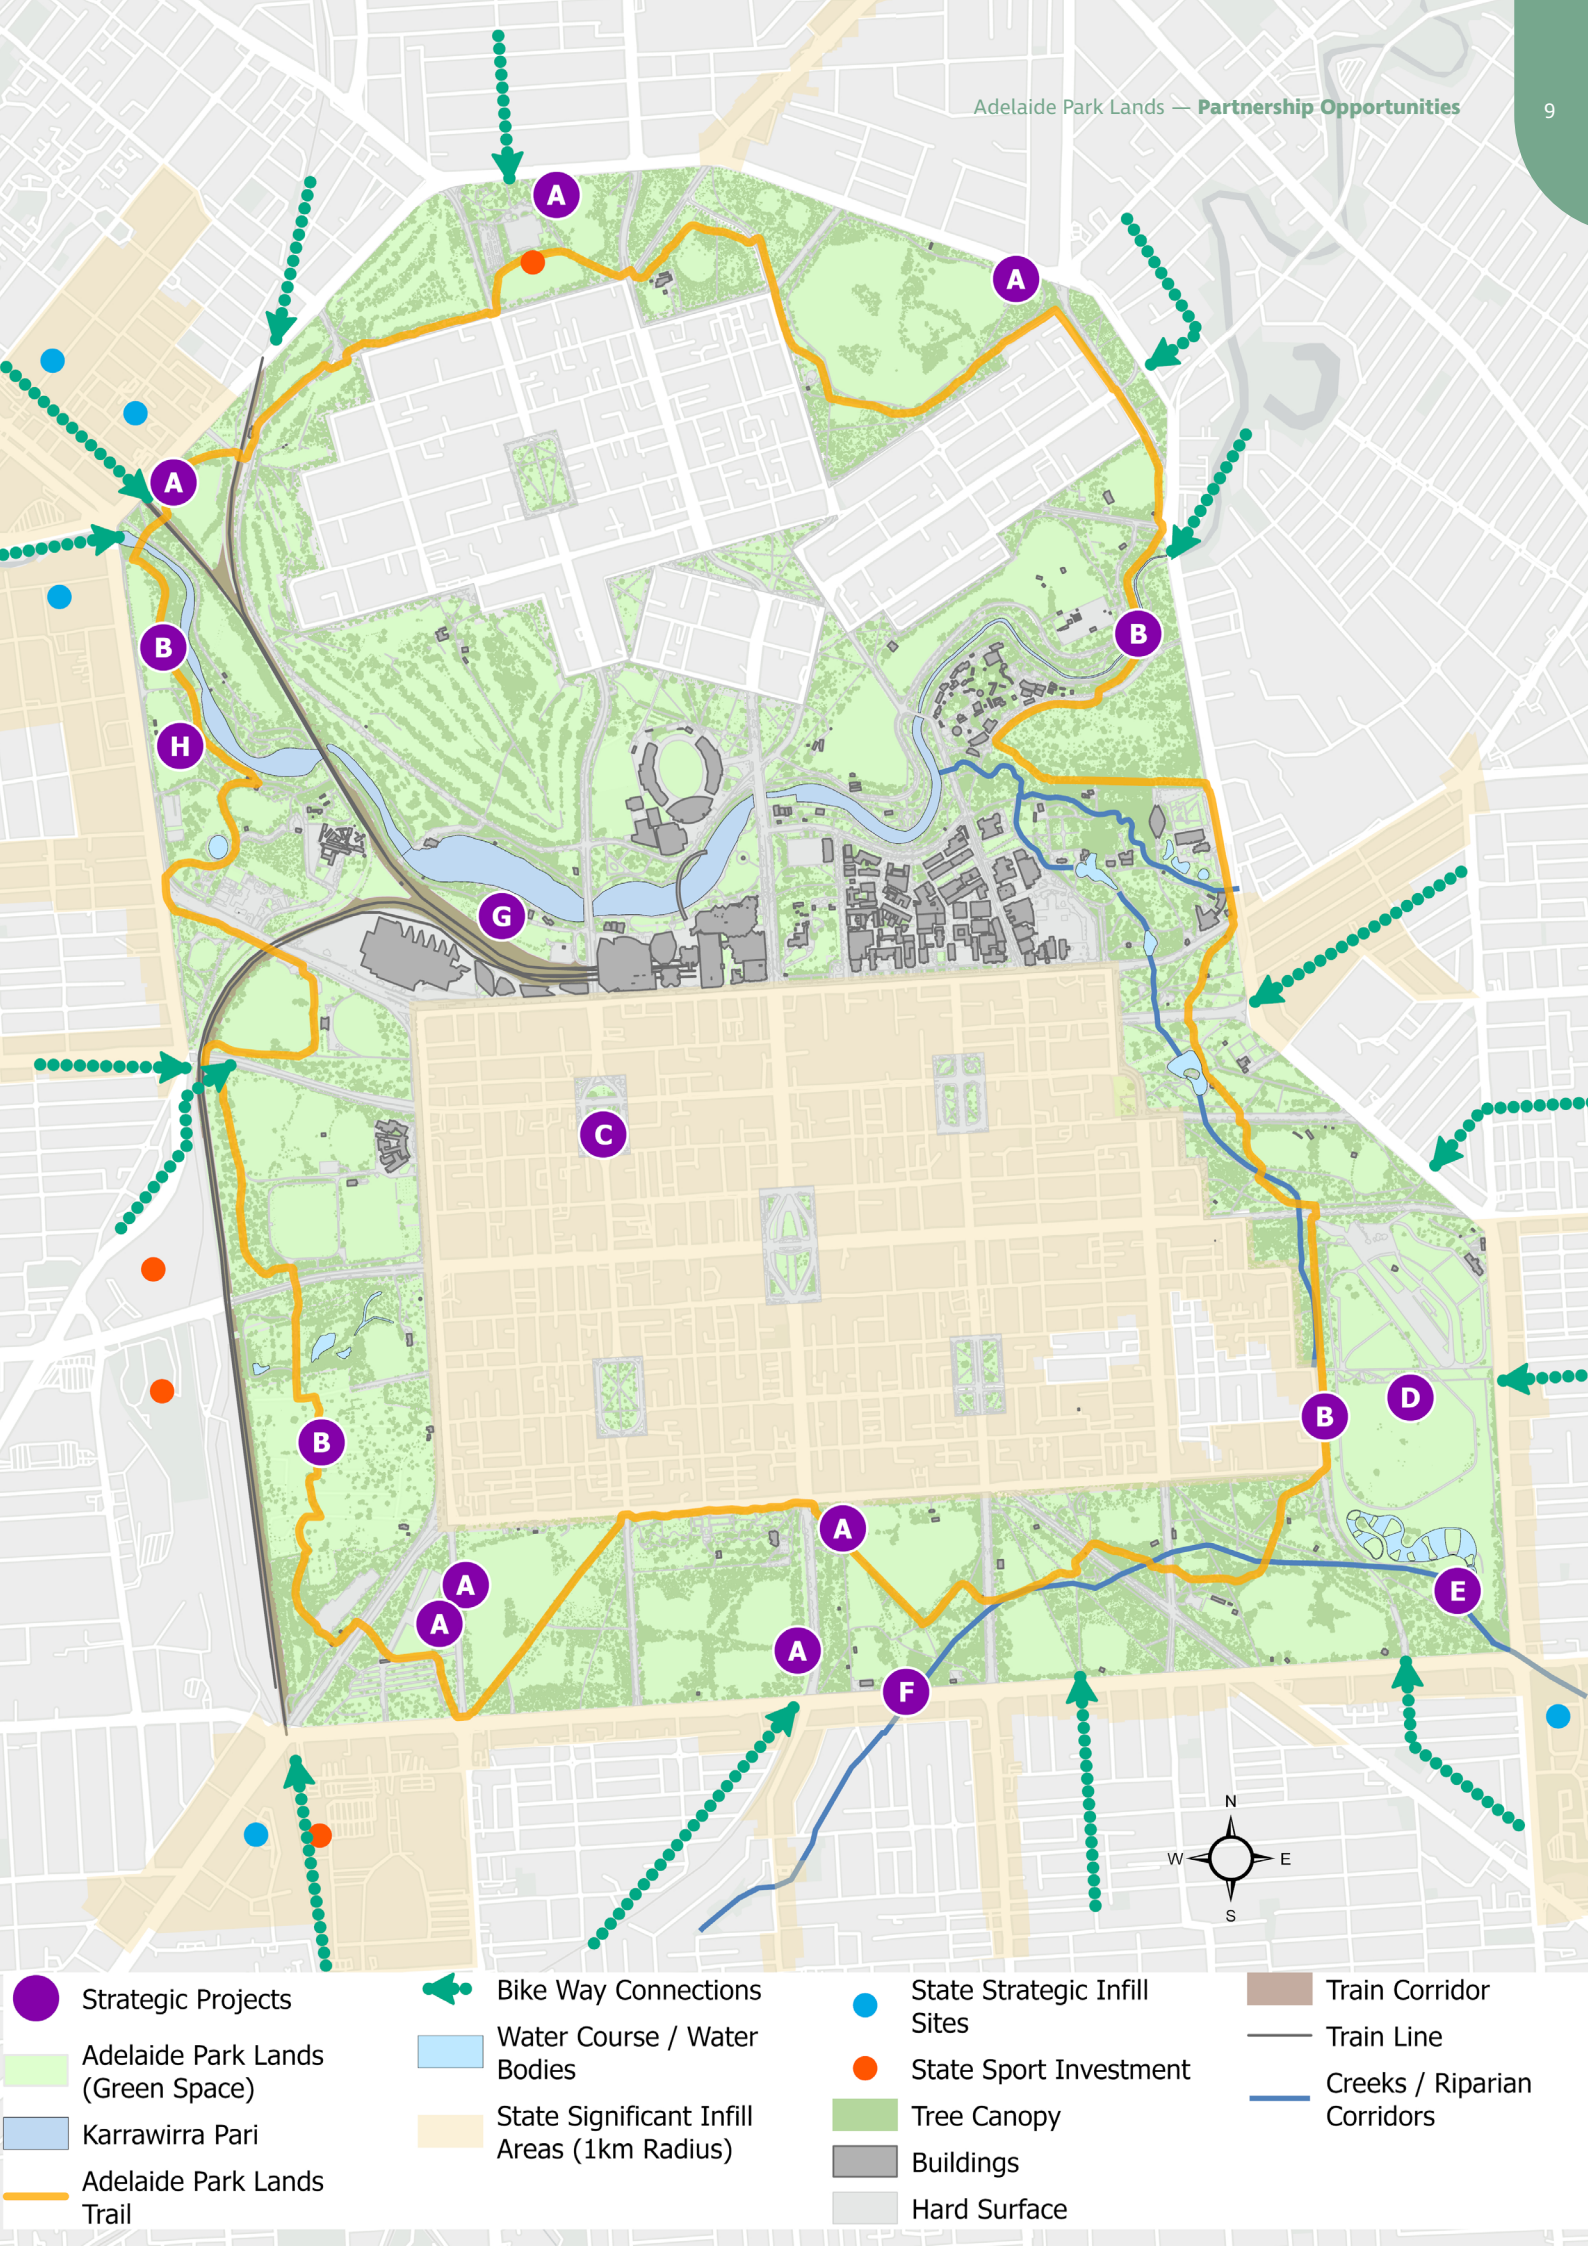 Adelaide Park Lands — Partnership Opportunities
9
A
A
A
B
B
H
G
C
D
B
B
A
A
E
A
A
F
N
W E
S
Strategic Projects
Adelaide Park Lands
(Green Space)
Karrawirra Pari
Adelaide Park Lands
Trail
Bike Way Connections
Water Course / Water
Bodies
State Significant Infill
Areas (1km Radius)
State Strategic Infill
Sites
State Sport Investment
Tree Canopy
Buildings
Hard Surface
Train Corridor
Train Line
Creeks / Riparian
Corridors